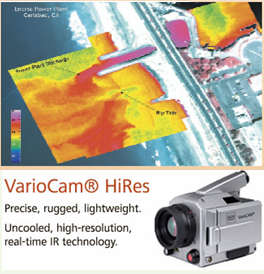 Encina Power Plant
Carlsbad, CA
Rip Tide
VarioCam® HiRes
Precise, rugged, lightweight.
Uncooled, high-resolution,
real-time IR technology.